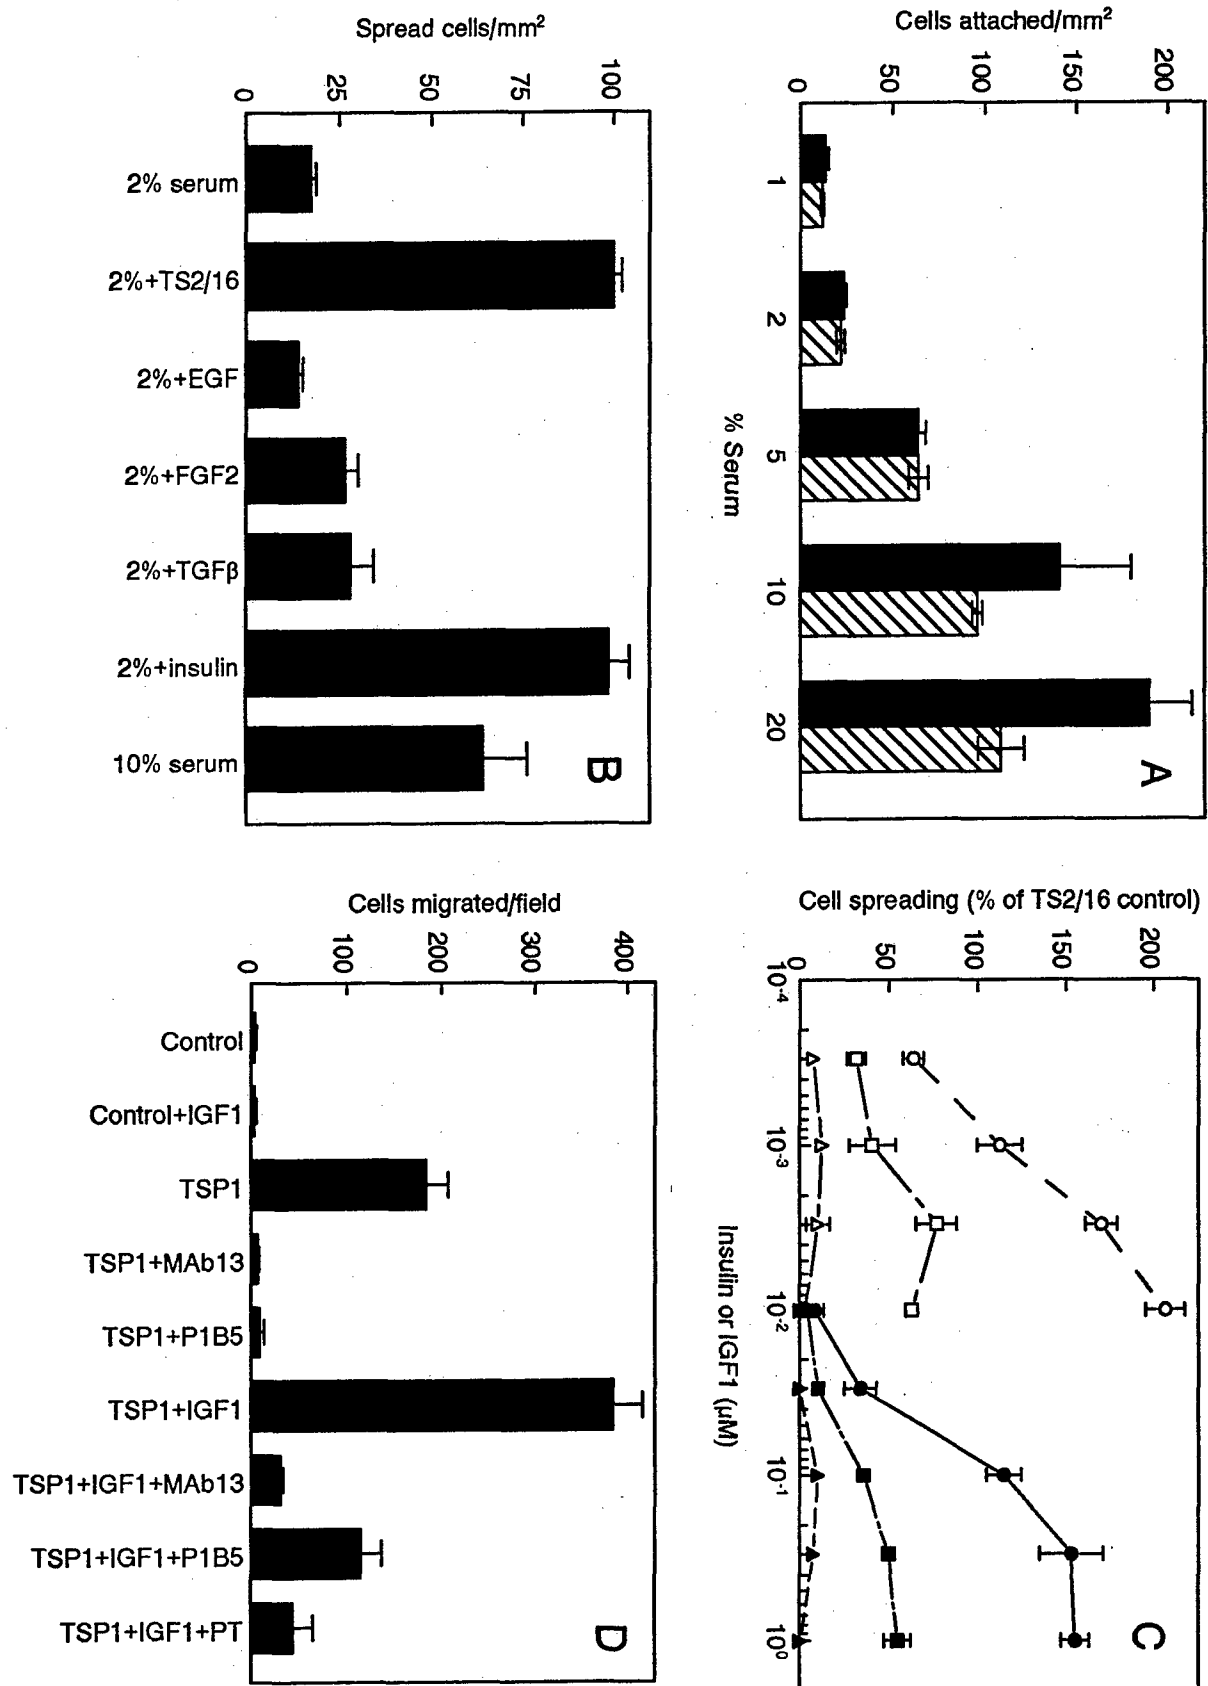 A
Cells attached/mm²
200
150
100
50
0
1
2
5
10
20
% Serum
B
Spread cells/mm²
100
75
50
25
0
2% serum
2%+TS2/16
2%+EGF
2%+FGF2
2%+TGFβ
2%+insulin
10% serum
C
Cell spreading (% of TS2/16 control)
200
150
100
50
0
10⁻⁴
10⁻³
10⁻²
10⁻¹
10⁰
Insulin or IGF1 (μM)
D
Cells migrated/field
400
300
200
100
0
Control
Control+IGF1
TSP1
TSP1+MAb13
TSP1+P1B5
TSP1+IGF1
TSP1+IGF1+MAb13
TSP1+IGF1+P1B5
TSP1+IGF1+PT